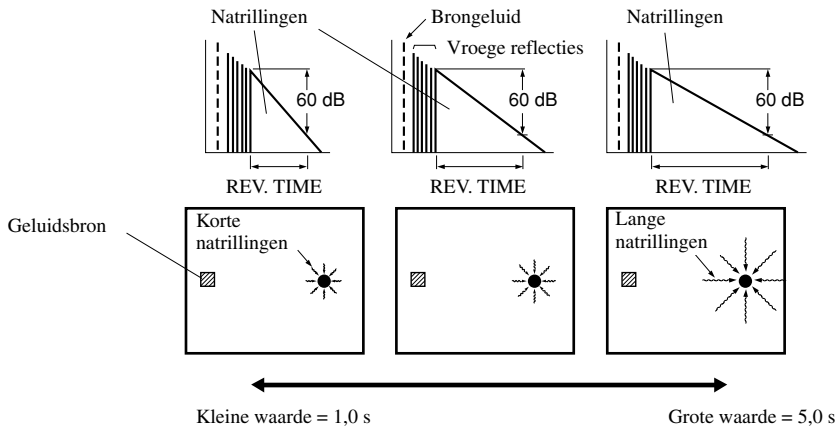 Natrillingen
Brongeluid
Natrillingen
Vroege reflecties
60 dB
60 dB
60 dB
REV. TIME
REV. TIME
REV. TIME
Geluidsbron
Korte
natrillingen
Lange
natrillingen
Kleine waarde = 1,0 s
Grote waarde = 5,0 s